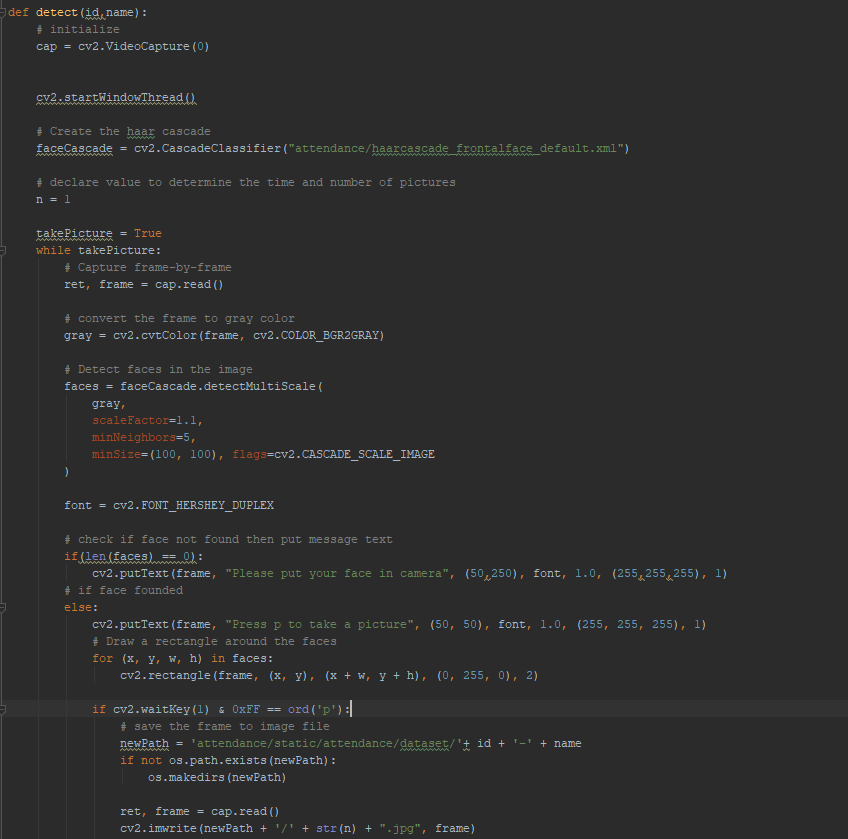 def detect(id,name):
    # initialize
    cap = cv2.VideoCapture(0)
    cv2.startWindowThread()
    # Create the haar cascade
    faceCascade = cv2.CascadeClassifier("attendance/haarcascade_frontalface_default.xml")
    # declare value to determine the time and number of pictures
    n = 1
    takePicture = True
    while takePicture:
        # Capture frame-by-frame
        ret, frame = cap.read()
        # convert the frame to gray color
        gray = cv2.cvtColor(frame, cv2.COLOR_BGR2GRAY)
        # Detect faces in the image
        faces = faceCascade.detectMultiScale(
            gray,
            scaleFactor=1.1,
            minNeighbors=5,
            minSize=(100, 100), flags=cv2.CASCADE_SCALE_IMAGE
        )
        font = cv2.FONT_HERSHEY_DUPLEX
        # check if face not found then put message text
        if(len(faces) == 0):
            cv2.putText(frame, "Please put your face in camera", (50,250), font, 1.0, (255,255,255), 1)
        # if face founded
        else:
            cv2.putText(frame, "Press p to take a picture", (50, 50), font, 1.0, (255, 255, 255), 1)
            # Draw a rectangle around the faces
            for (x, y, w, h) in faces:
                cv2.rectangle(frame, (x, y), (x + w, y + h), (0, 255, 0), 2)
            if cv2.waitKey(1) & 0xFF == ord('p'):
                # save the frame to image file
                newPath = 'attendance/static/attendance/dataset/'+ id + '-' + name
                if not os.path.exists(newPath):
                    os.makedirs(newPath)
                ret, frame = cap.read()
                cv2.imwrite(newPath + '/' + str(n) + ".jpg", frame)